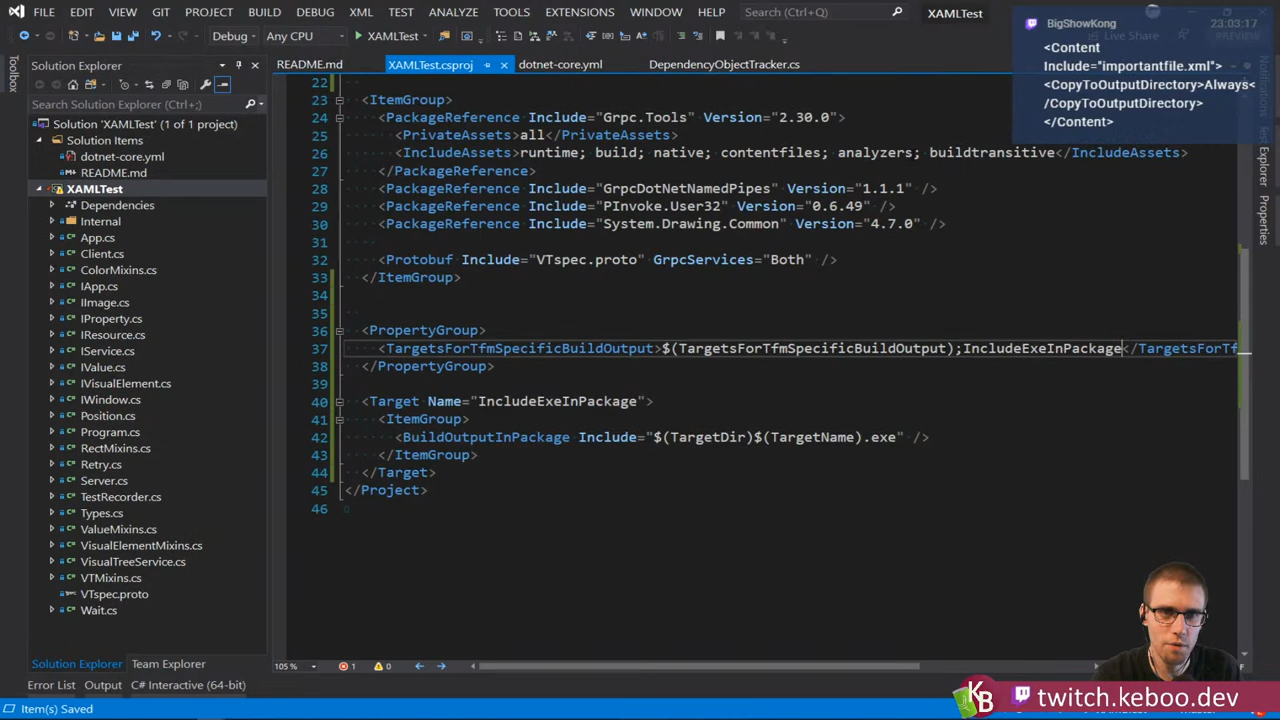 FILE EDIT VIEW GIT PROJECT BUILD DEBUG XML TEST ANALYZE TOOLS EXTENSIONS WINDOW HELP Search (Ctrl+;) XAMLTest
BigShowKong 23:03:17
<Content
Include="importantfile.xml">
<CopyToOutputDirectory>Always<
/CopyToOutputDirectory>
</Content>
Debug Any CPU XAMLTest Live Share PREVIEW
Toolbox
Solution Explorer
README.md XAMLTest.csproj dotnet-core.yml DependencyObjectTracker.cs
Search Solution Explorer (Ctrl+;)
Solution 'XAMLTest' (1 of 1 project)
Solution Items
dotnet-core.yml
README.md
XAMLTest
Dependencies
Internal
App.cs
Client.cs
ColorMixins.cs
IApp.cs
IImage.cs
IProperty.cs
IResource.cs
IService.cs
IValue.cs
IVisualElement.cs
IWindow.cs
Position.cs
Program.cs
RectMixins.cs
Retry.cs
Server.cs
TestRecorder.cs
Types.cs
ValueMixins.cs
VisualElementMixins.cs
VisualTreeService.cs
VTMixins.cs
VTspec.proto
Wait.cs
Solution Explorer Team Explorer
22
23 <ItemGroup>
24 <PackageReference Include="Grpc.Tools" Version="2.30.0">
25 <PrivateAssets>all</PrivateAssets>
26 <IncludeAssets>runtime; build; native; contentfiles; analyzers; buildtransitive</IncludeAssets>
27 </PackageReference>
28 <PackageReference Include="GrpcDotNetNamedPipes" Version="1.1.1" />
29 <PackageReference Include="PInvoke.User32" Version="0.6.49" />
30 <PackageReference Include="System.Drawing.Common" Version="4.7.0" />
31
32 <Protobuf Include="VTspec.proto" GrpcServices="Both" />
33 </ItemGroup>
34
35
36 <PropertyGroup>
37 <TargetsForTfmSpecificBuildOutput>$(TargetsForTfmSpecificBuildOutput);IncludeExeInPackage</TargetsForTf
38 </PropertyGroup>
39
40 <Target Name="IncludeExeInPackage">
41 <ItemGroup>
42 <BuildOutputInPackage Include="$(TargetDir)$(TargetName).exe" />
43 </ItemGroup>
44 </Target>
45 </Project>
46
Explorer
Properties
105 % 1 0
Error List Output C# Interactive (64-bit)
Item(s) Saved
KB twitch.keboo.dev